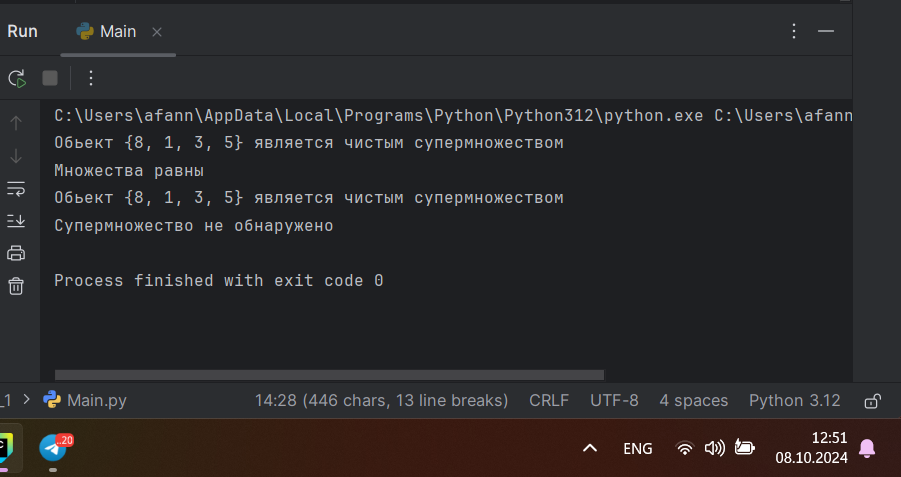 Run Main
C:\Users\afann\AppData\Local\Programs\Python\Python312\python.exe C:\Users\afann
Обьект {8, 1, 3, 5} является чистым супермножеством
Множества равны
Обьект {8, 1, 3, 5} является чистым супермножеством
Супермножество не обнаружено
Process finished with exit code 0
_1 > Main.py 14:28 (446 chars, 13 line breaks) CRLF UTF-8 4 spaces Python 3.12
..20
ENG
12:51
08.10.2024